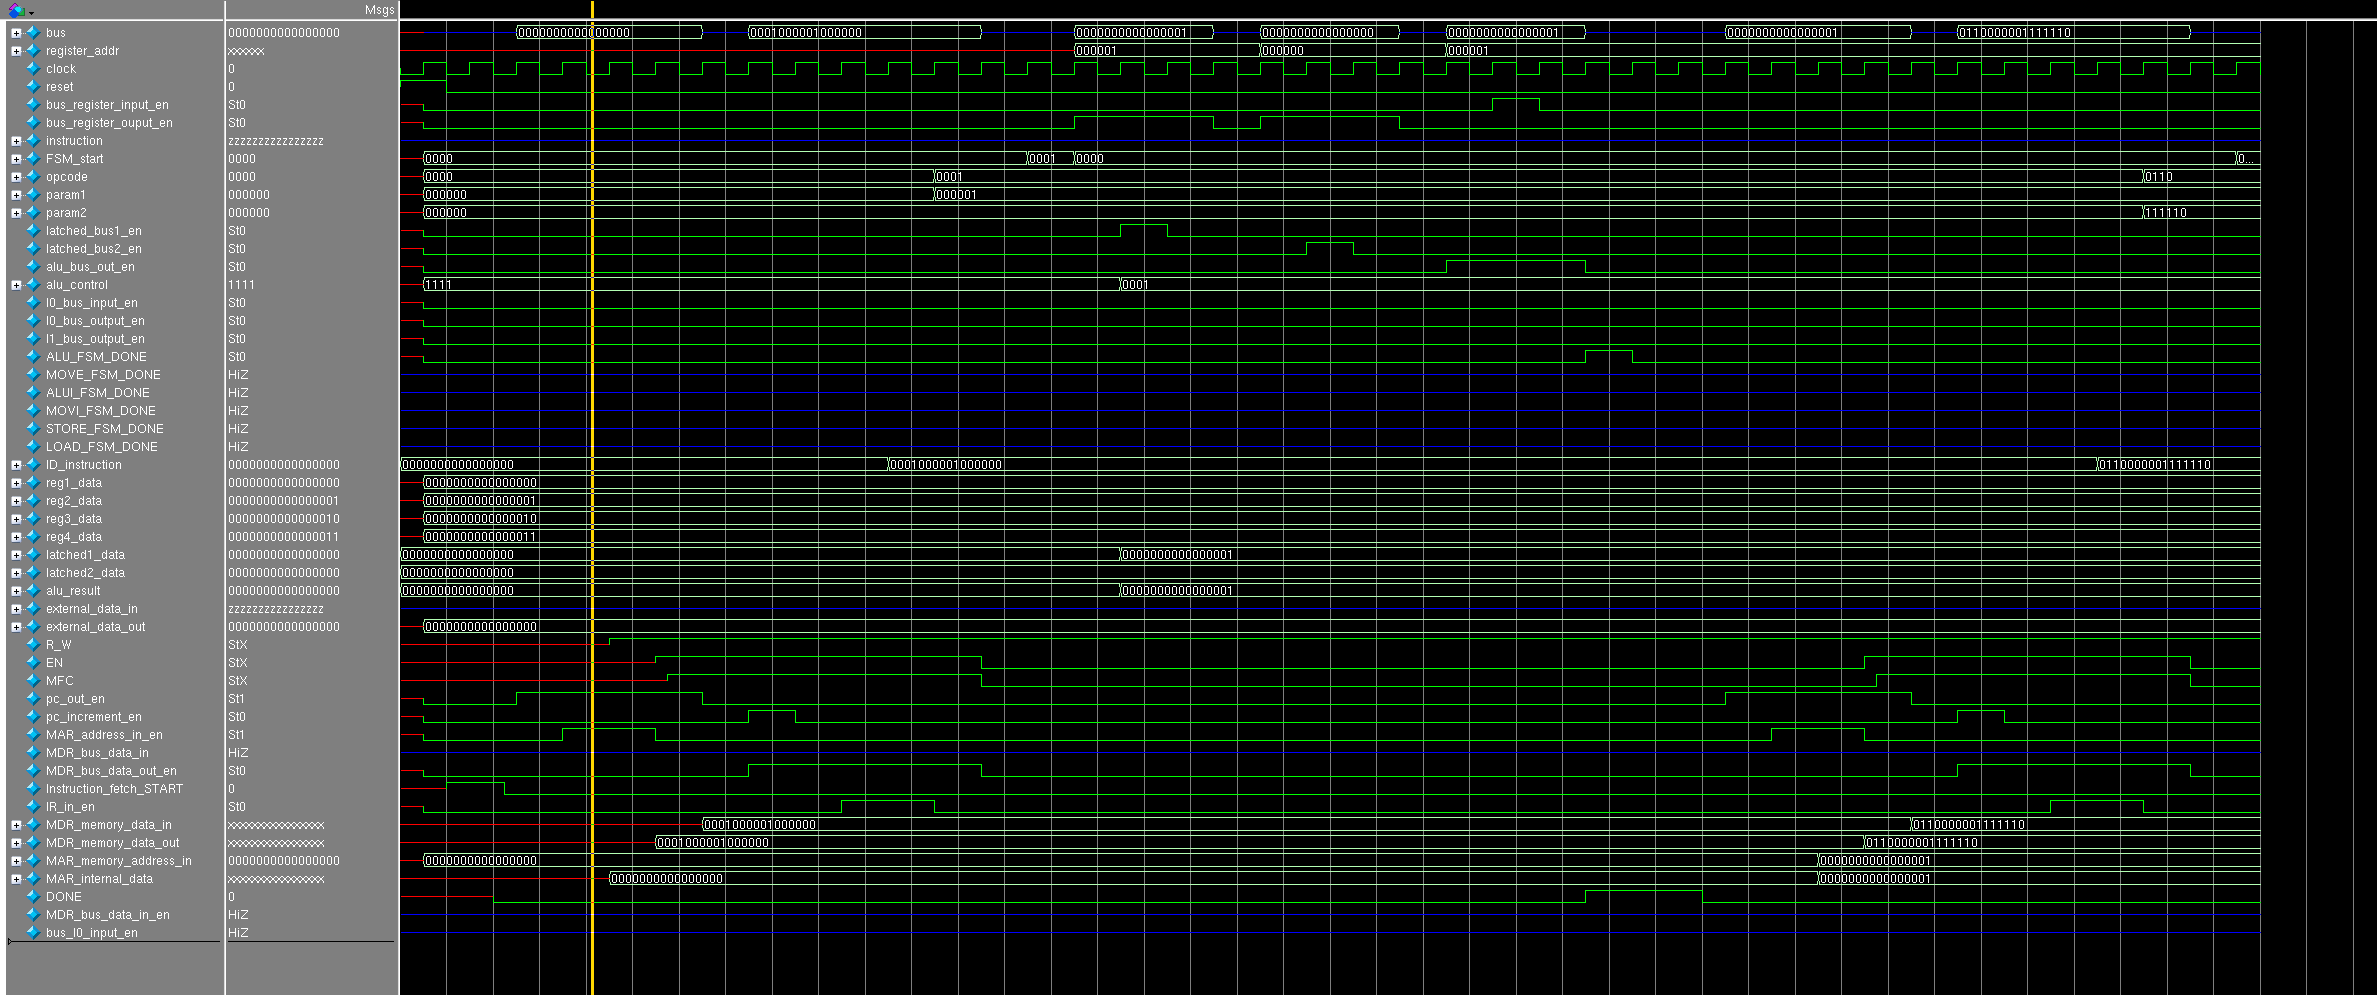 Msgs
bus 0000000000000000 0000000000000000 0001000001000000 0000000000000001 0000000000000000 0000000000000001 0000000000000001 0110000001111110
register_addr xxxxxx 000001 000000 000001
clock 0
reset 0
bus_register_input_en St0
bus_register_ouput_en St0
instruction zzzzzzzzzzzzzzzz
FSM_start 0000 0000 0001 0000 0...
opcode 0000 0000 0001 0110
param1 000000 000000 000001
param2 000000 000000 111110
latched_bus1_en St0
latched_bus2_en St0
alu_bus_out_en St0
alu_control 1111 1111 0001
I0_bus_input_en St0
I0_bus_output_en St0
I1_bus_output_en St0
ALU_FSM_DONE St0
MOVE_FSM_DONE HiZ
ALUI_FSM_DONE HiZ
MOVI_FSM_DONE HiZ
STORE_FSM_DONE HiZ
LOAD_FSM_DONE HiZ
ID_instruction 0000000000000000 0000000000000000 0001000001000000 0110000001111110
reg1_data 0000000000000000 0000000000000000
reg2_data 0000000000000001 0000000000000001
reg3_data 0000000000000010 0000000000000010
reg4_data 0000000000000011 0000000000000011
latched1_data 0000000000000000 0000000000000000 0000000000000001
latched2_data 0000000000000000 0000000000000000
alu_result 0000000000000000 0000000000000000 0000000000000001
external_data_in zzzzzzzzzzzzzzzz
external_data_out 0000000000000000 0000000000000000
R_W StX
EN StX
MFC StX
pc_out_en St1
pc_increment_en St0
MAR_address_in_en St1
MDR_bus_data_in HiZ
MDR_bus_data_out_en St0
Instruction_fetch_START 0
IR_in_en St0
MDR_memory_data_in xxxxxxxxxxxxxxxx 0001000001000000 0110000001111110
MDR_memory_data_out xxxxxxxxxxxxxxxx 0001000001000000 0110000001111110
MAR_memory_address_in 0000000000000000 0000000000000000 0000000000000001
MAR_internal_data xxxxxxxxxxxxxxxx 0000000000000000 0000000000000001
DONE 0
MDR_bus_data_in_en HiZ
bus_I0_input_en HiZ